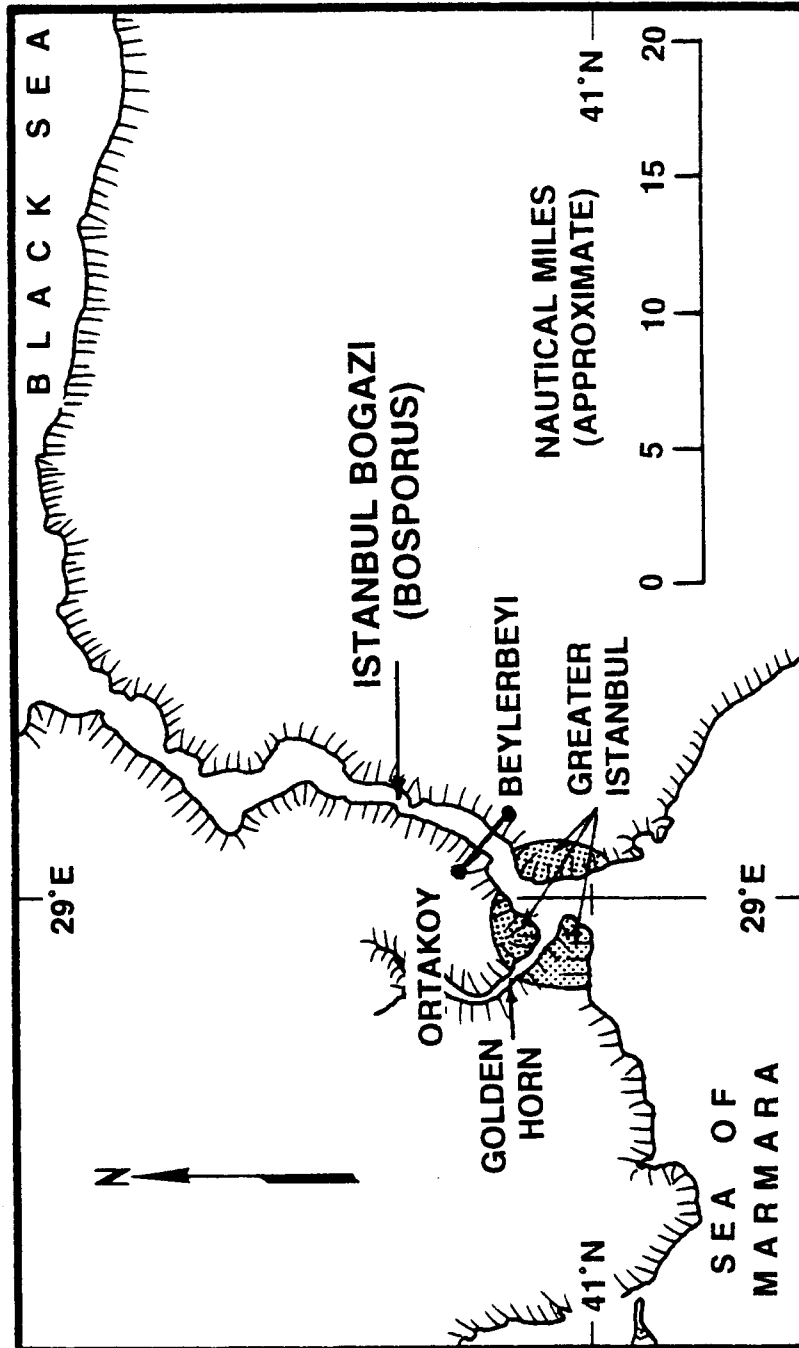 BLACK SEA
29°E
ISTANBUL BOGAZI
(BOSPORUS)
N
ORTAKOY
BEYLERBEYI
GOLDEN
HORN
GREATER
ISTANBUL
NAUTICAL MILES
(APPROXIMATE)
41°N
41°N
0 5 10 15 20
SEA OF
MARMARA
29°E